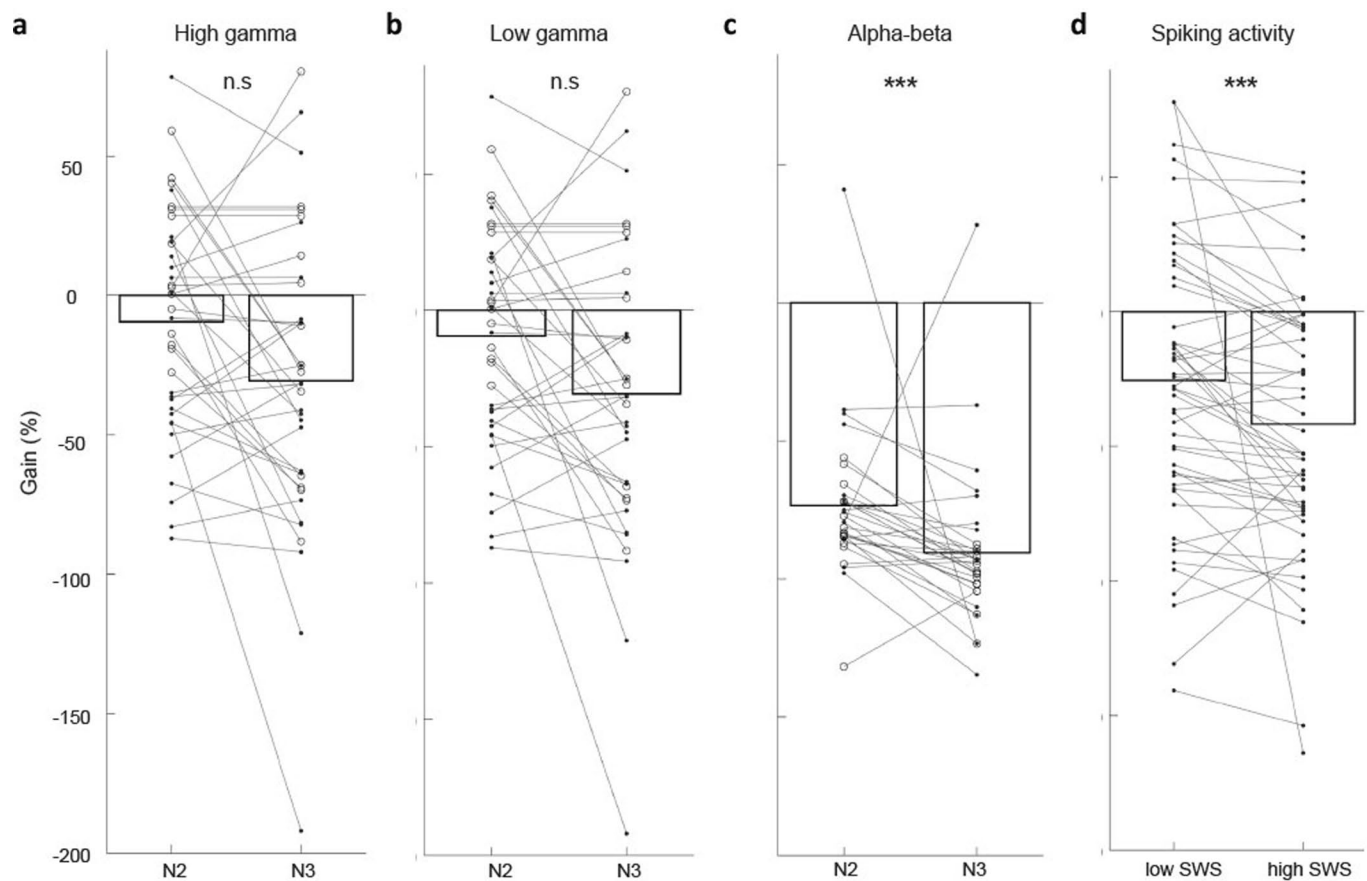 a High gamma b Low gamma c Alpha-beta d Spiking activity
n.s n.s *** ***
50
0
-50
-100
-150
-200
Gain (%)
N2 N3 N2 N3 N2 N3 low SWS high SWS